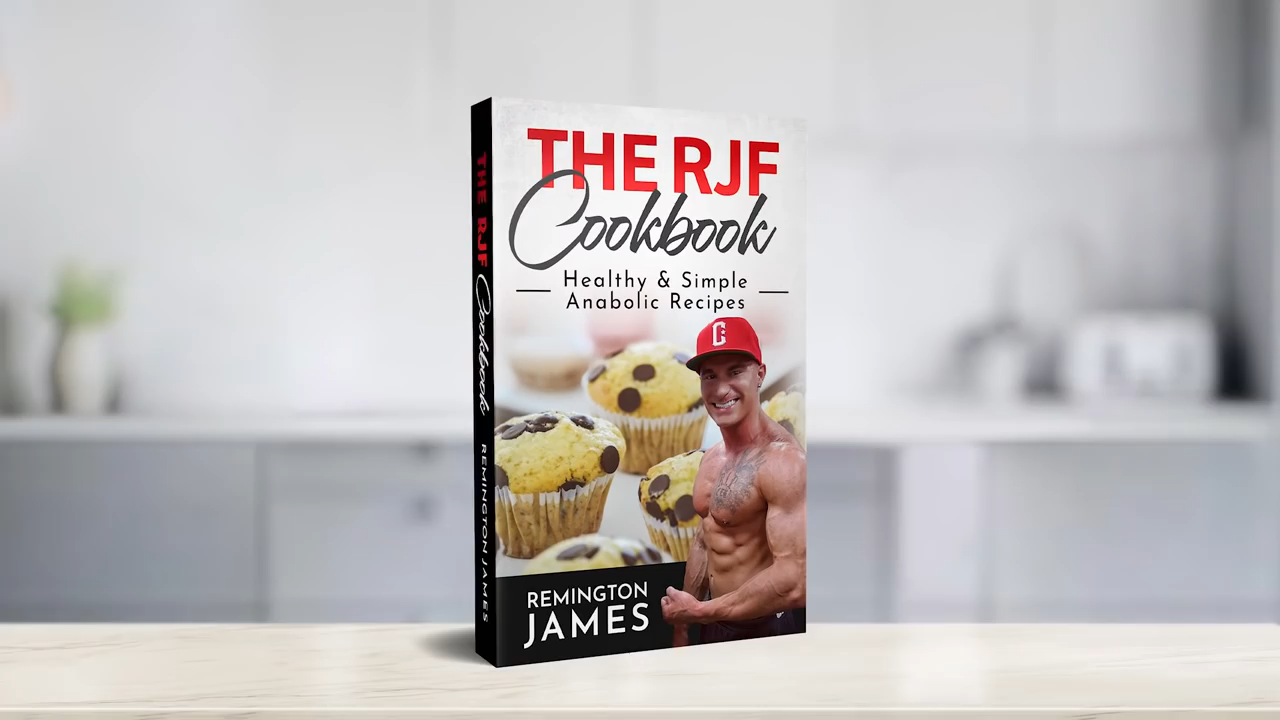 THE RJF
Cookbook
Healthy & Simple
Anabolic Recipes
REMINGTON
JAMES
THE RJF Cookbook REMINGTON JAMES
C